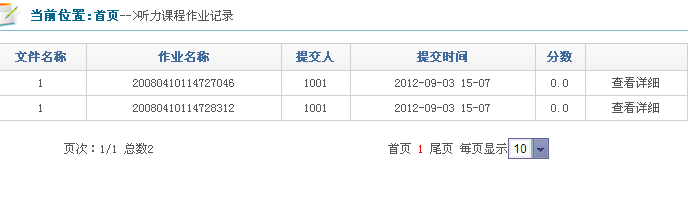 当前位置:首页-->听力课程作业记录
文件名称 作业名称 提交人 提交时间 分数
1 20080410114727046 1001 2012-09-03 15-07 0.0 查看详细
1 20080410114728312 1001 2012-09-03 15-07 0.0 查看详细
页次：1/1 总数2 首页 1 尾页 每页显示 10